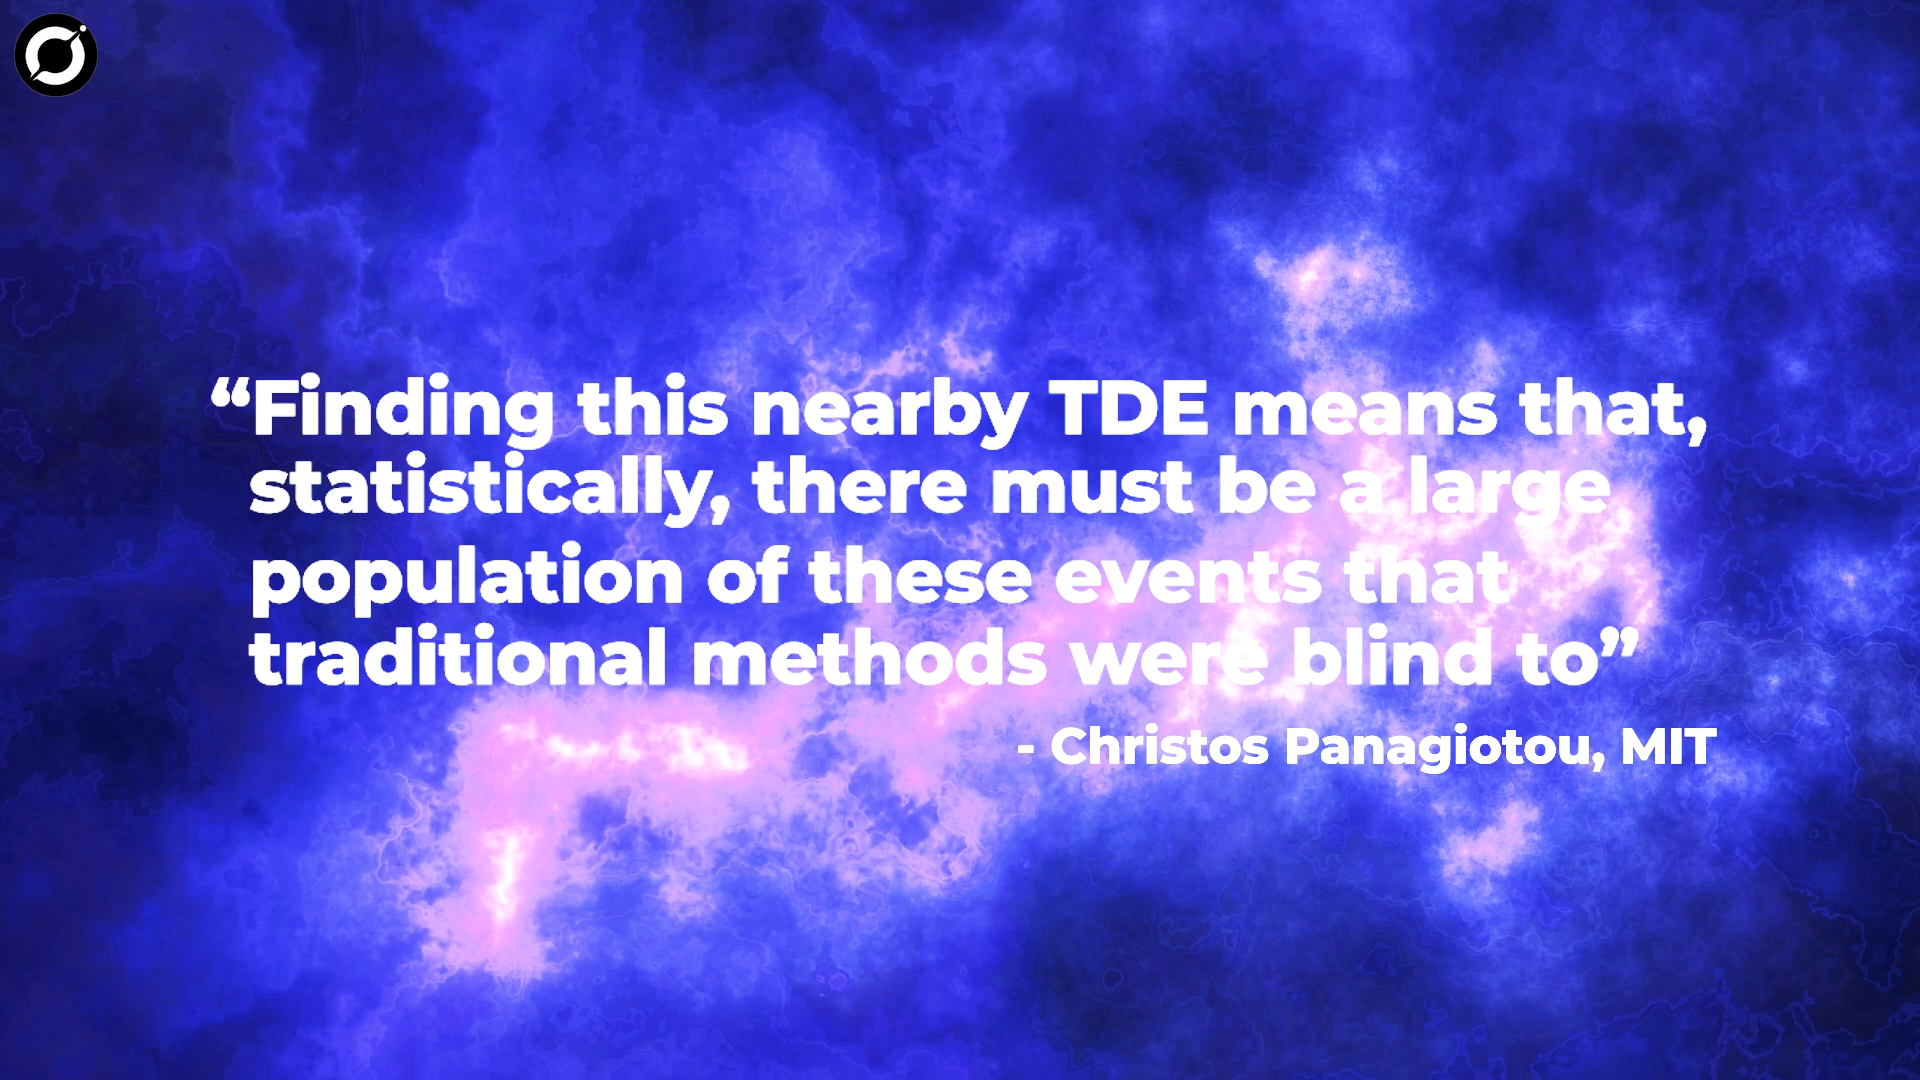 “Finding this nearby TDE means that,
statistically, there must be a large
population of these events that
traditional methods were blind to”
- Christos Panagiotou, MIT